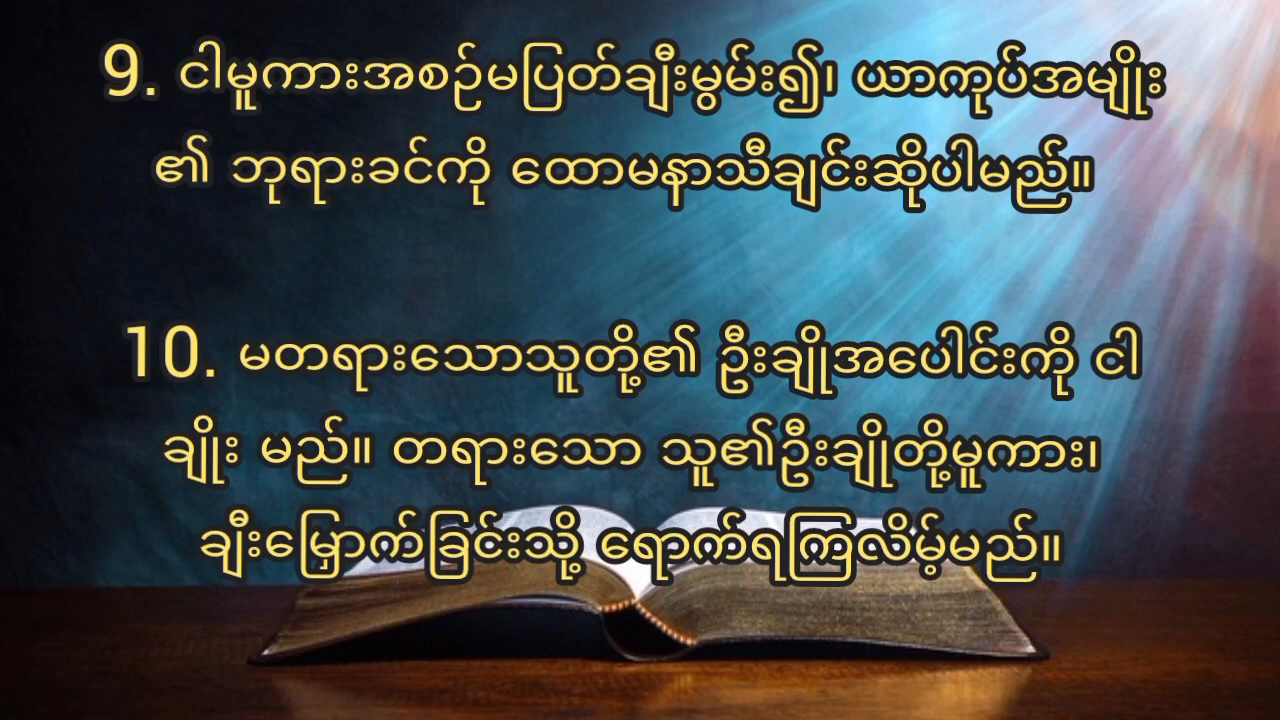 9. ငါမူကားအစဉ်မပြတ်ချီးမွမ်း၍၊ ယာကုပ်အမျိုး
၏ ဘုရားခင်ကို ထောမနာသီချင်းဆိုပါမည်။
10. မတရားသောသူတို့၏ ဦးချိုအပေါင်းကို ငါ
ချိုး မည်။ တရားသော သူ၏ဦးချိုတို့မူကား၊
ချီးမြှောက်ခြင်းသို့ ရောက်ရကြလိမ့်မည်။